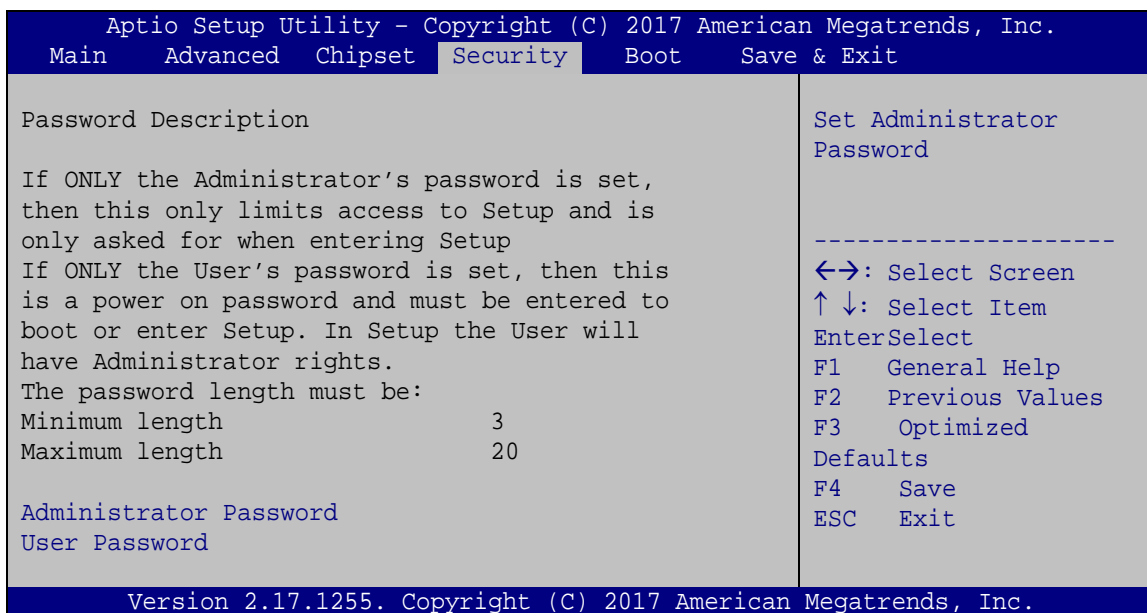 Aptio Setup Utility – Copyright (C) 2017 American Megatrends, Inc.
Main Advanced Chipset Security Boot Save & Exit
Password Description
If ONLY the Administrator's password is set,
then this only limits access to Setup and is
only asked for when entering Setup
If ONLY the User's password is set, then this
is a power on password and must be entered to
boot or enter Setup. In Setup the User will
have Administrator rights.
The password length must be:
Minimum length 3
Maximum length 20
Administrator Password
User Password
Set Administrator
Password
---------------------
←→: Select Screen
↑ ↓: Select Item
EnterSelect
F1 General Help
F2 Previous Values
F3 Optimized
Defaults
F4 Save
ESC Exit
Version 2.17.1255. Copyright (C) 2017 American Megatrends, Inc.